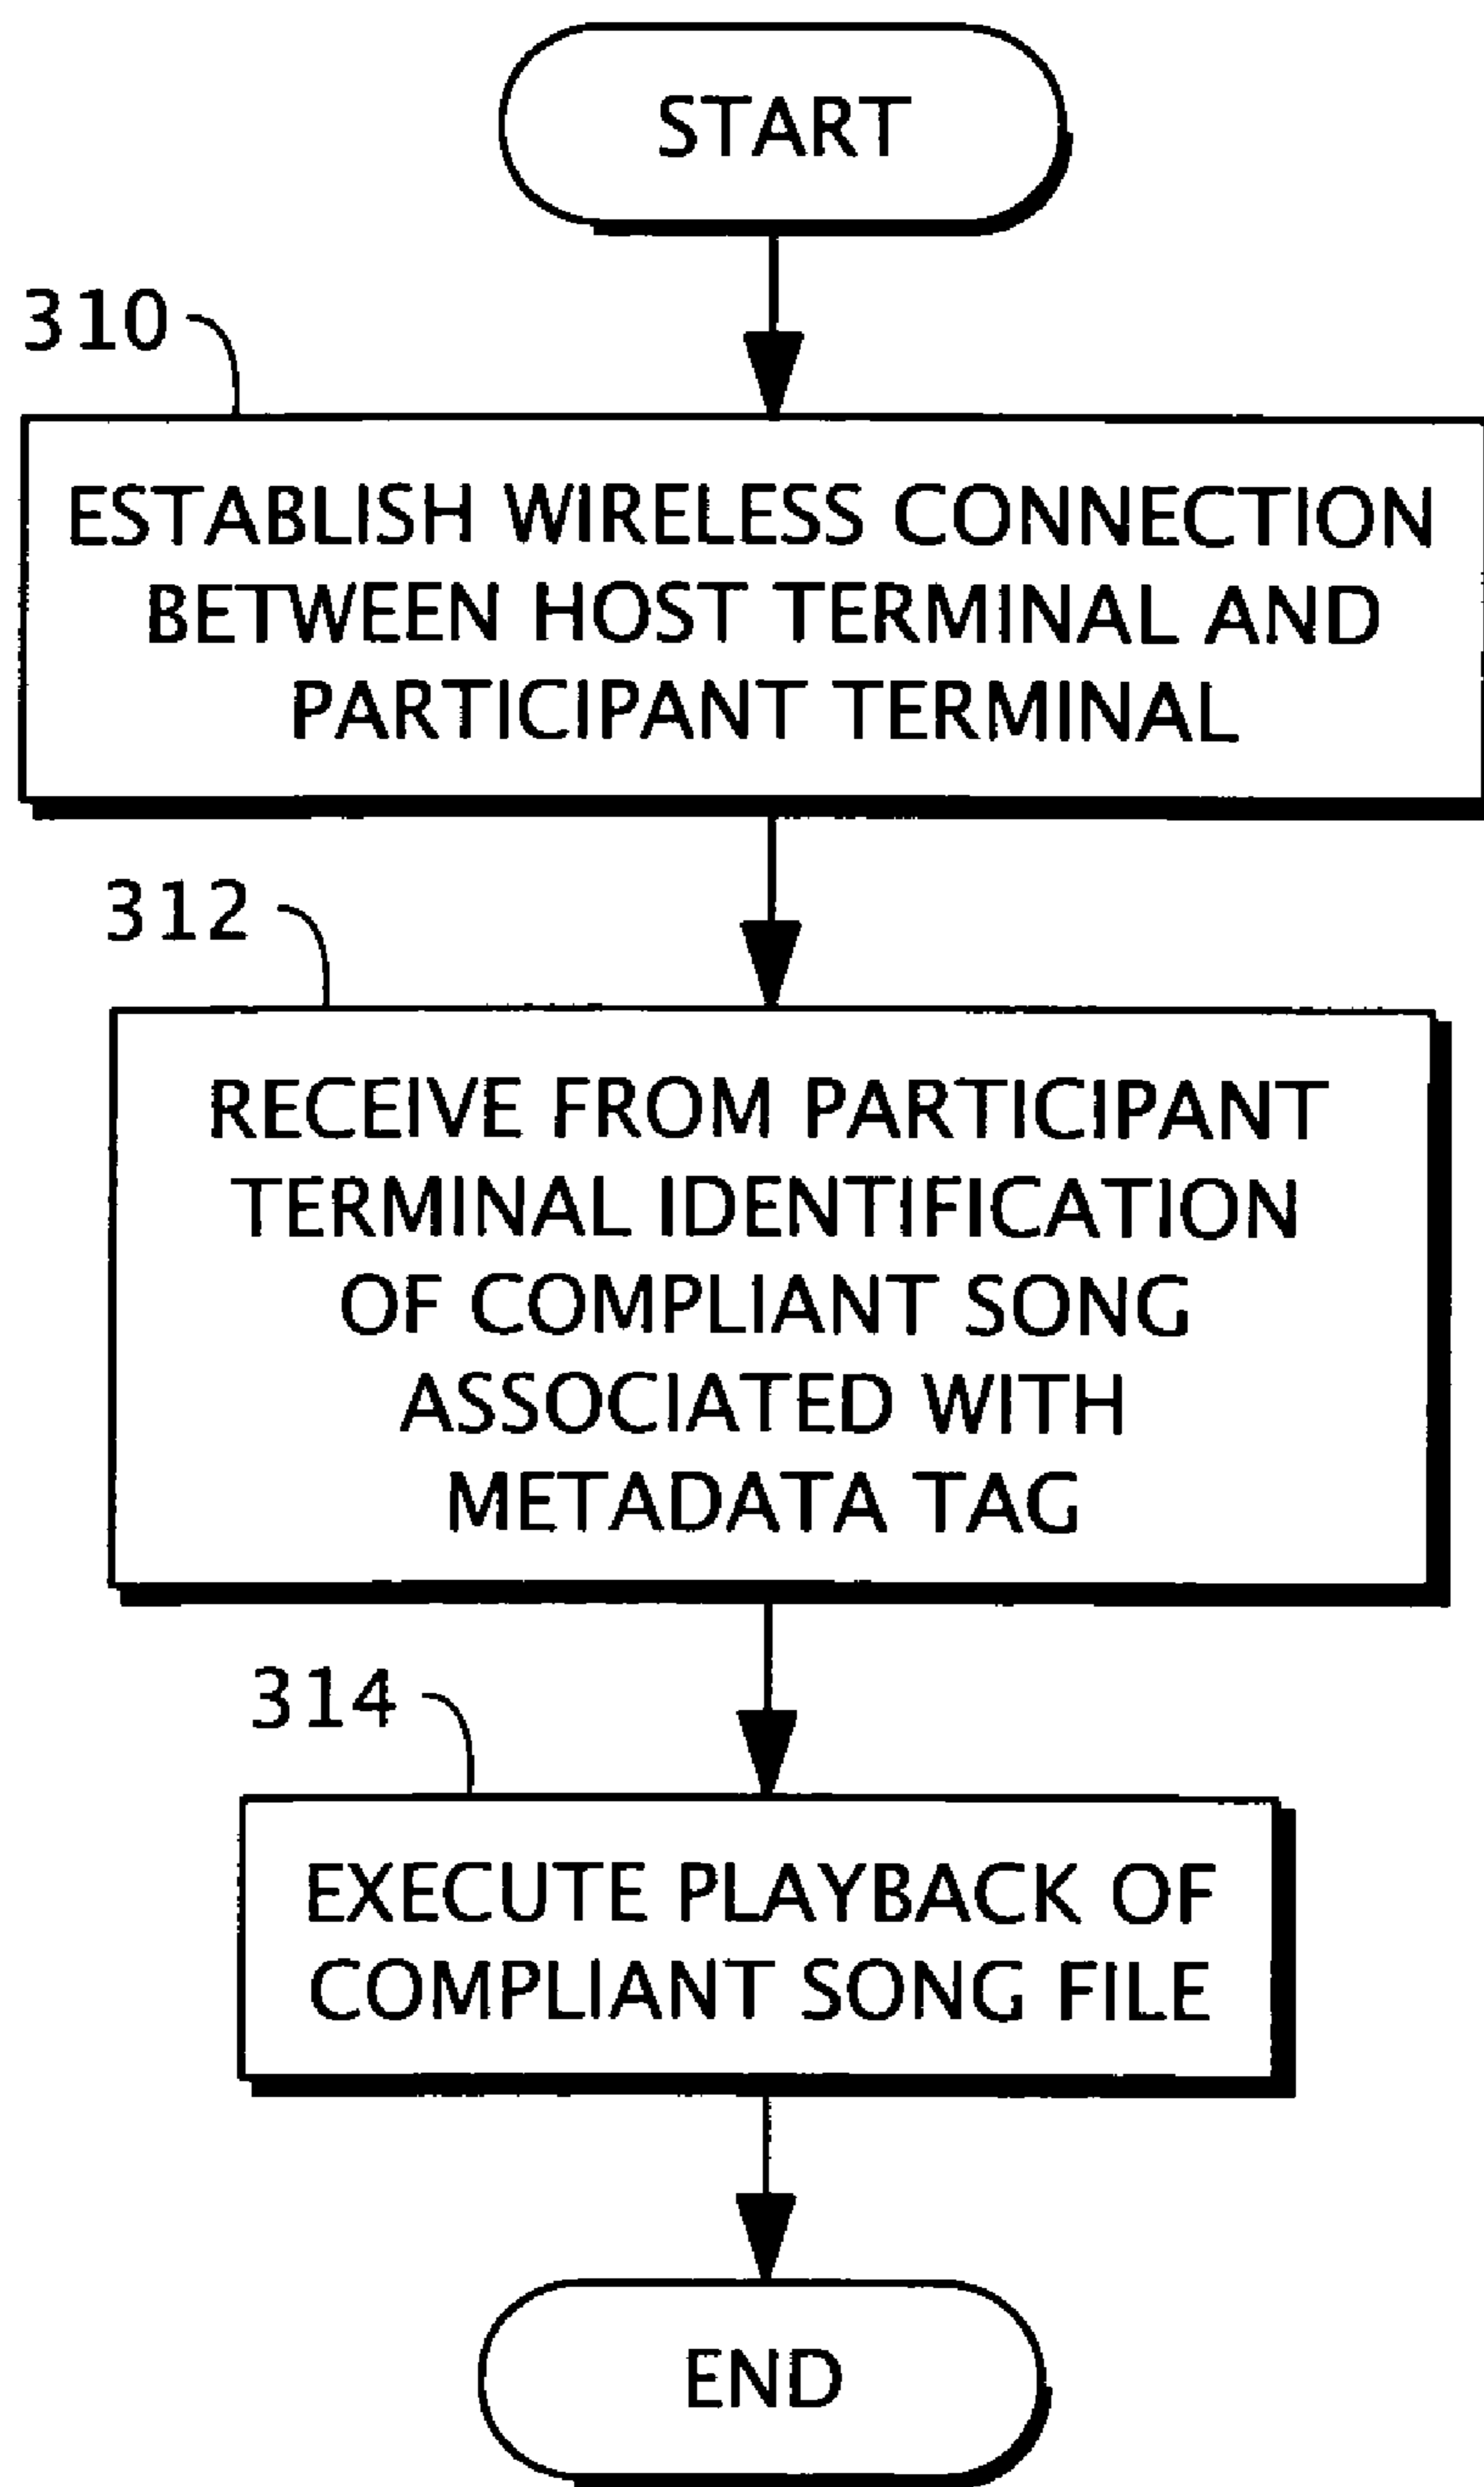 START
310
ESTABLISH WIRELESS CONNECTION
BETWEEN HOST TERMINAL AND
PARTICIPANT TERMINAL
312
RECEIVE FROM PARTICIPANT
TERMINAL IDENTIFICATION
OF COMPLIANT SONG
ASSOCIATED WITH
METADATA TAG
314
EXECUTE PLAYBACK OF
COMPLIANT SONG FILE
END